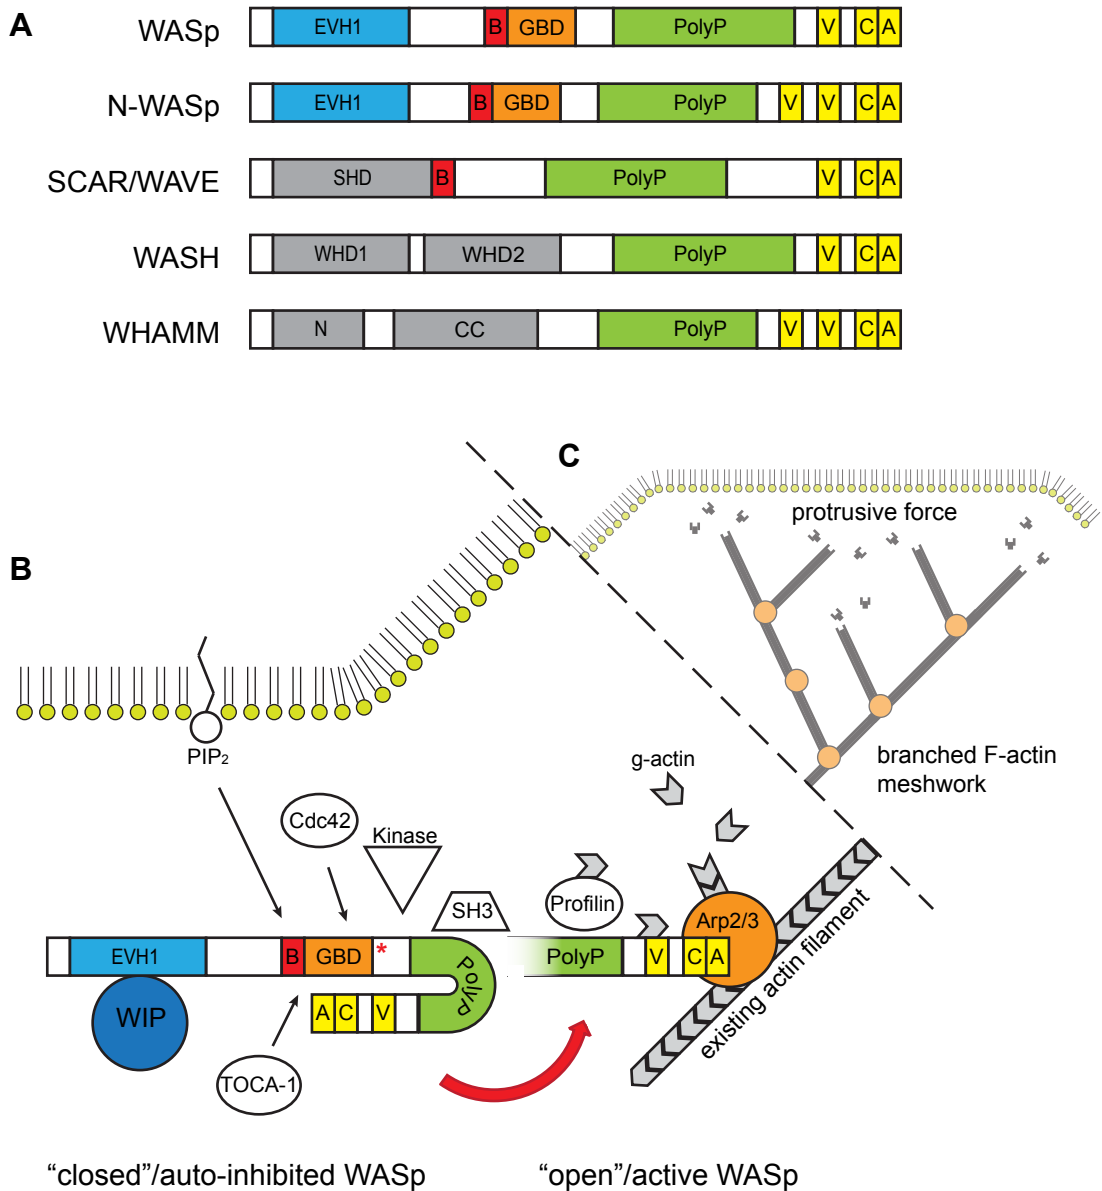 A
WASp
EVH1
B
GBD
PolyP
V
C
A
N-WASp
EVH1
B
GBD
PolyP
V
V
C
A
SCAR/WAVE
SHD
B
PolyP
V
C
A
WASH
WHD1
WHD2
PolyP
V
C
A
WHAMM
N
CC
PolyP
V
V
C
A
C
protrusive force
branched F-actin
meshwork
B
PIP2
g-actin
Cdc42
Kinase
SH3
Profilin
Arp2/3
EVH1
B
GBD
*
PolyP
A
C
V
PolyP
V
C
A
existing actin filament
WIP
TOCA-1
“closed”/auto-inhibited WASp
“open”/active WASp